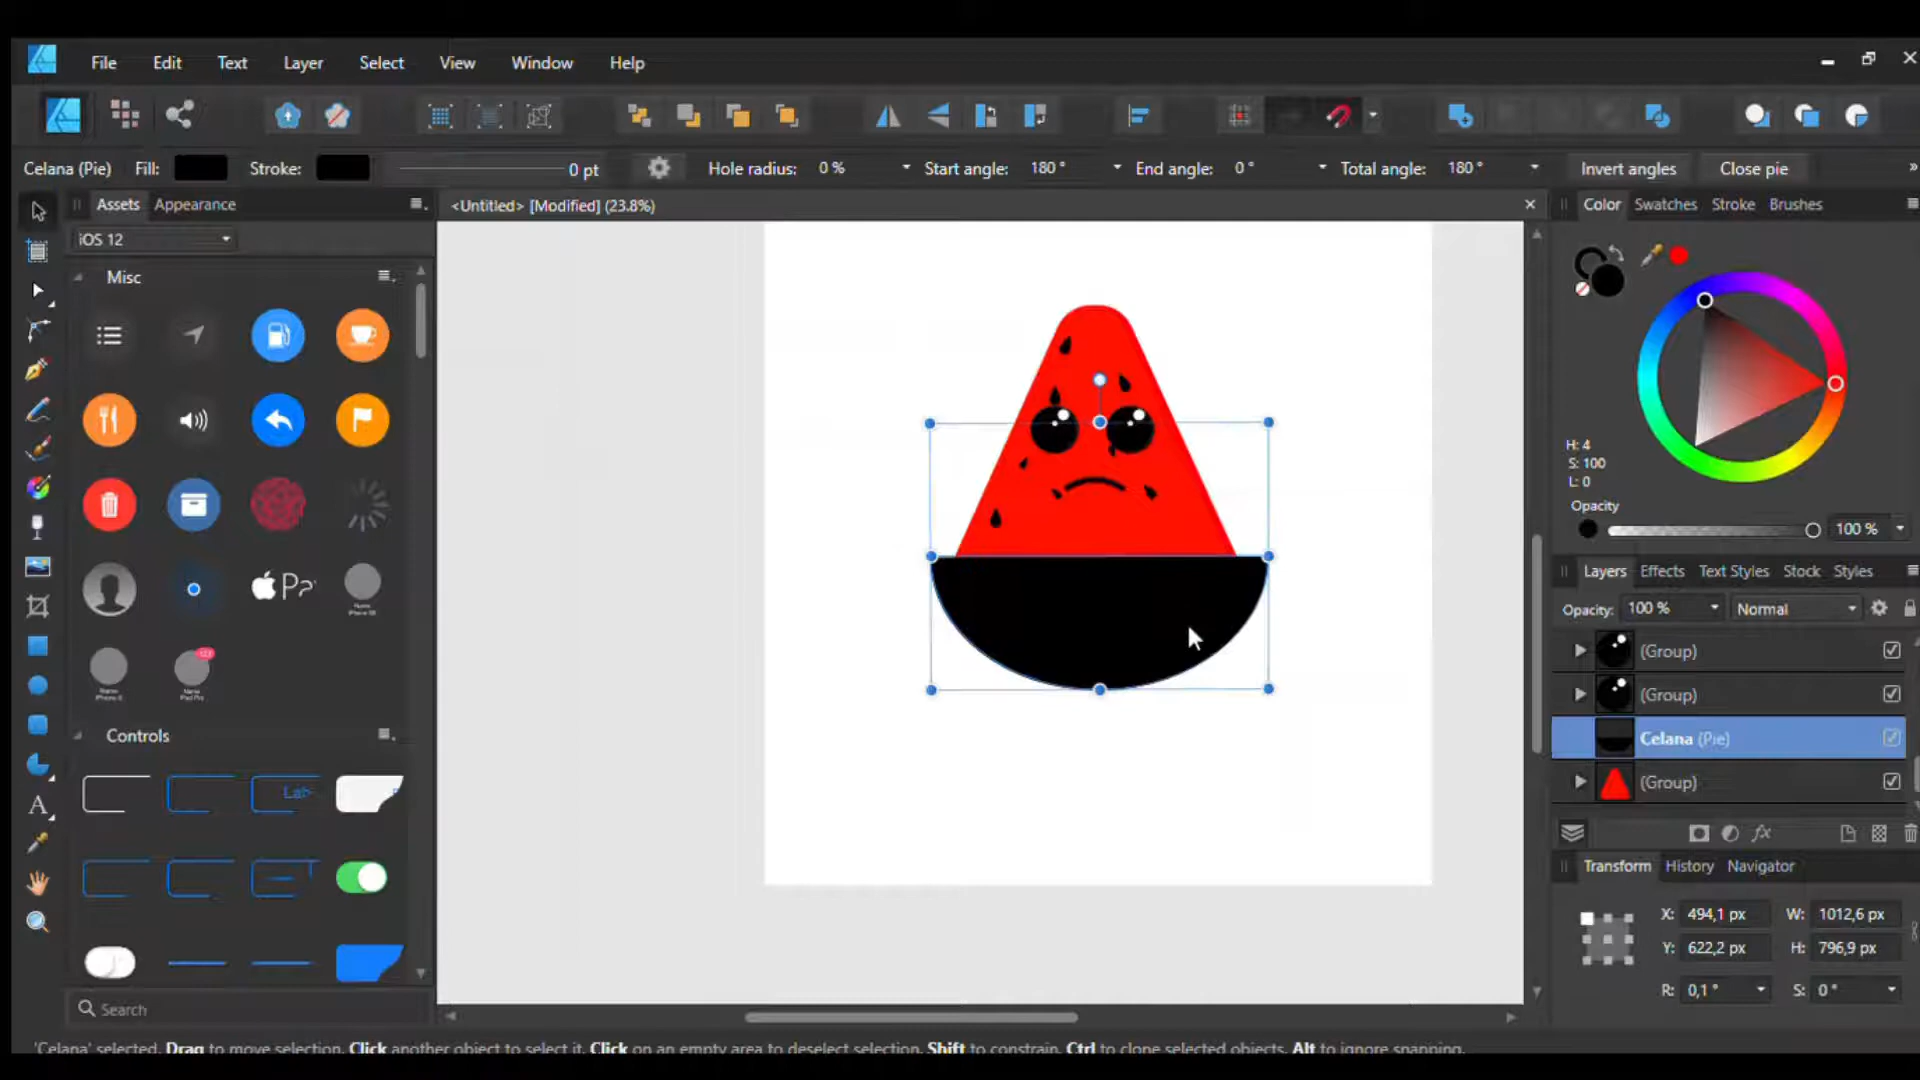 File Edit Text Layer Select View Window Help
Celana (Pie) Fill: Stroke: 0 pt Hole radius: 0 % Start angle: 180 ° End angle: 0 ° Total angle: 180 ° Invert angles Close pie »
Assets Appearance
<Untitled> [Modified] (23.8%)
Color Swatches Stroke Brushes
iOS 12
Misc
H: 4
S: 100
L: 0
Opacity
100 %
Pay
Layers Effects Text Styles Stock Styles
Opacity: 100 % Normal
(Group)
(Group)
Celana (Pie)
(Group)
Controls
Transform History Navigator
X: 494,1 px W: 1012,6 px
Y: 622,2 px H: 796,9 px
R: 0,1 ° S: 0 °
Search
'Celana' selected. Drag to move selection. Click another object to select it. Click on an empty area to deselect selection. Shift to constrain. Ctrl to clone selected objects. Alt to ignore snapping.